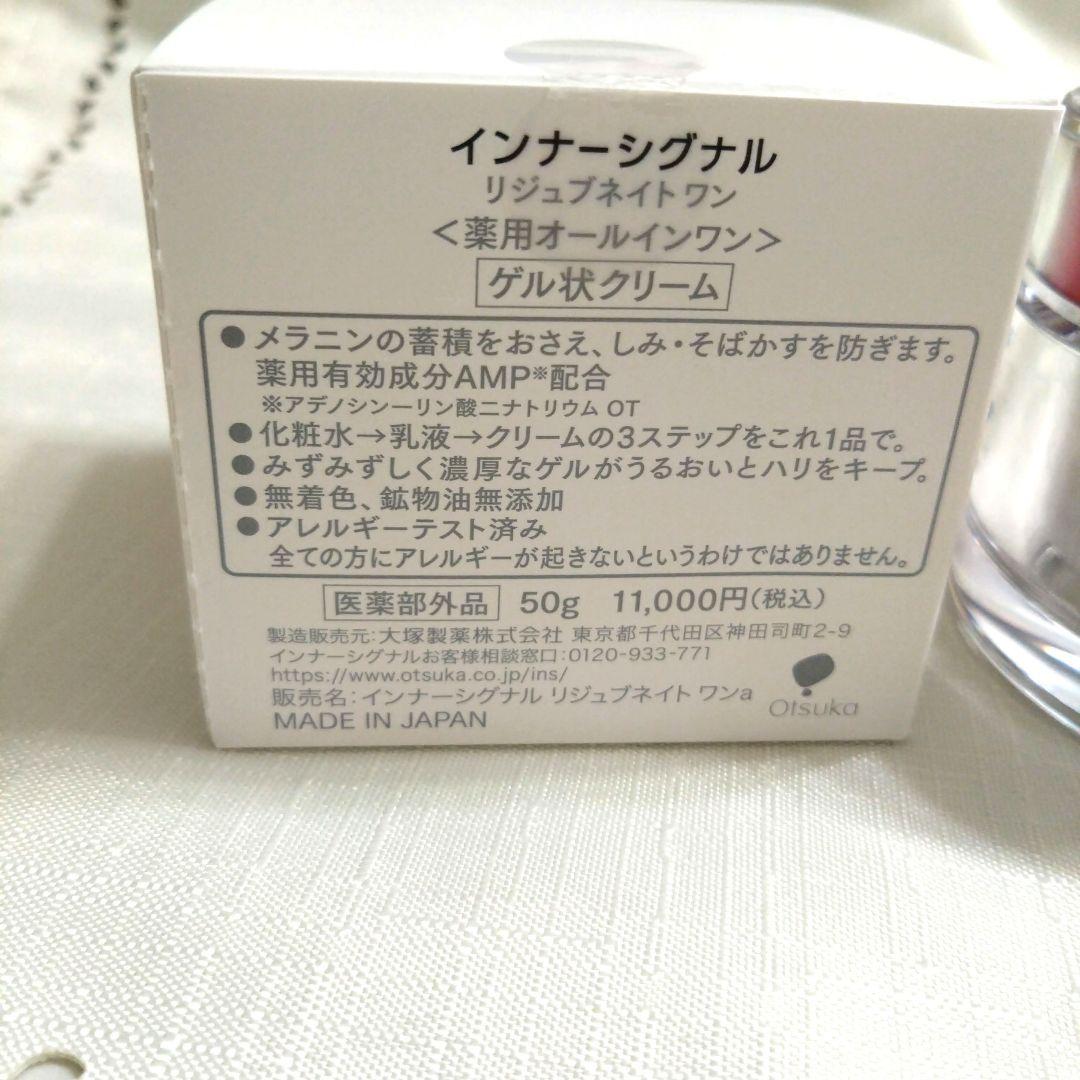 インナーシグナル
リジュブネイト ワン
＜薬用オールインワン＞
ゲル状クリーム
●メラニンの蓄積をおさえ、しみ・そばかすを防ぎます。
薬用有効成分AMP※配合
※アデノシン一リン酸二ナトリウム OT
●化粧水→乳液→クリームの3ステップをこれ1品で。
●みずみずしく濃厚なゲルがうるおいとハリをキープ。
●無着色、鉱物油無添加
●アレルギーテスト済み
全ての方にアレルギーが起きないというわけではありません。
医薬部外品 50g 11,000円(税込)
製造販売元:大塚製薬株式会社 東京都千代田区神田司町2-9
インナーシグナルお客様相談窓口:0120-933-771
https://www.otsuka.co.jp/ins/
販売名:インナーシグナル リジュブネイト ワンa
MADE IN JAPAN
Otsuka